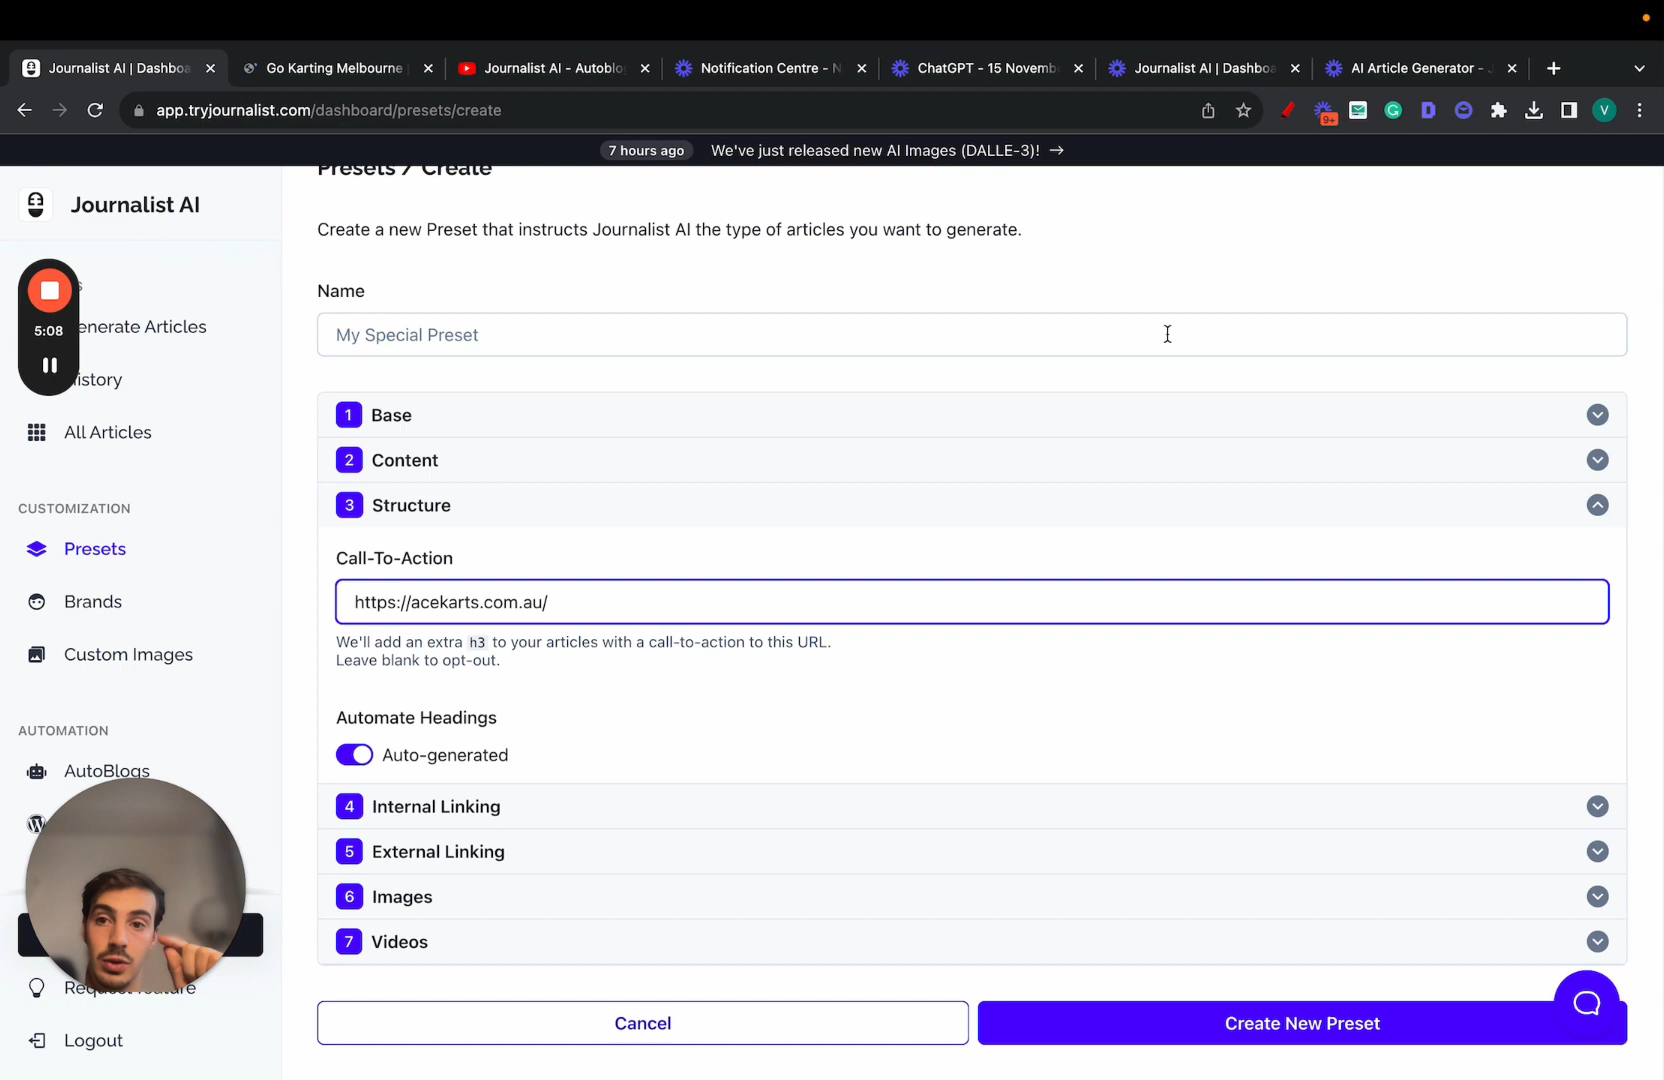 Journalist AI | Dashboa
Go Karting Melbourne
Journalist AI - Autoblo
Notification Centre - N
ChatGPT - 15 Novemb
Journalist AI | Dashboa
AI Article Generator - J
app.tryjournalist.com/dashboard/presets/create
9+
V
7 hours ago We've just released new AI Images (DALLE-3)! →
Journalist AI
5:08
enerate Articles
istory
All Articles
CUSTOMIZATION
Presets
Brands
Custom Images
AUTOMATION
AutoBlogs
Request feature
Logout
Presets / Create
Create a new Preset that instructs Journalist AI the type of articles you want to generate.
Name
My Special Preset
1 Base
2 Content
3 Structure
Call-To-Action
https://acekarts.com.au/
We'll add an extra h3 to your articles with a call-to-action to this URL.
Leave blank to opt-out.
Automate Headings
Auto-generated
4 Internal Linking
5 External Linking
6 Images
7 Videos
Cancel
Create New Preset